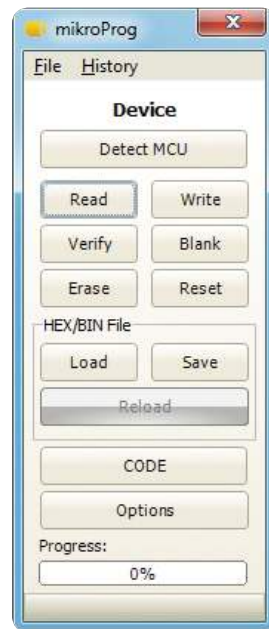 mikroProg
File History
Device
Detect MCU
Read Write
Verify Blank
Erase Reset
HEX/BIN File
Load Save
Reload
CODE
Options
Progress:
0%